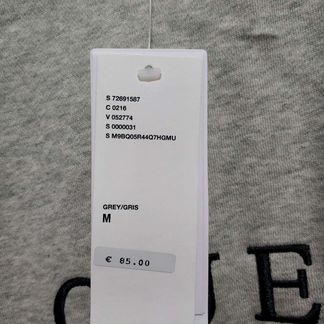 S 72691587
C 0216
V 052774
S 0000031
S M9BQ05R44Q7HGMU
GREY/GRIS
M
€ 85.00